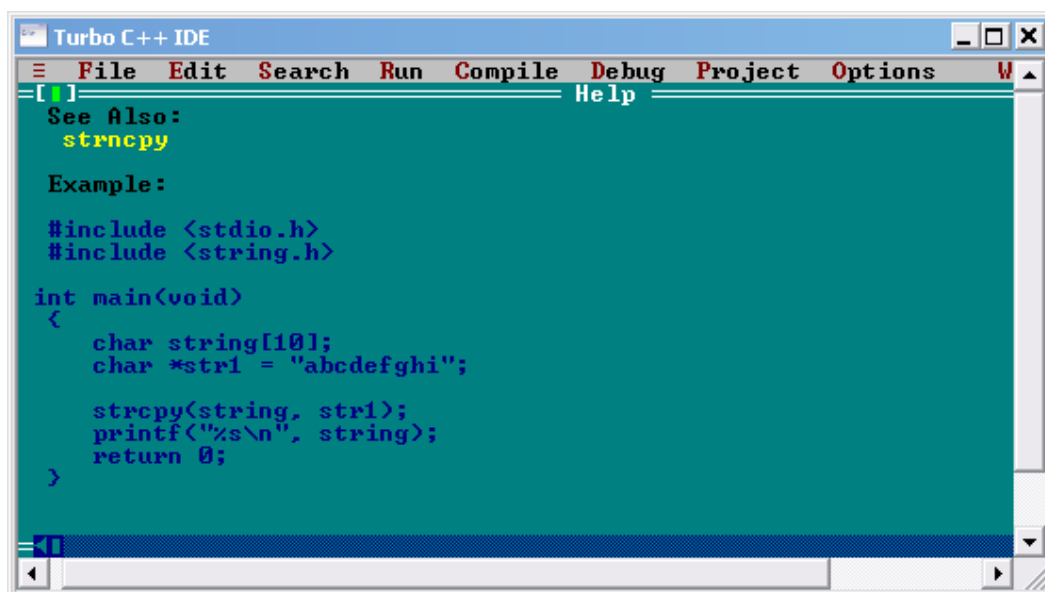 Turbo C++ IDE
≡ File Edit Search Run Compile Debug Project Options W
=[ ]= Help =
See Also:
strncpy
Example:
#include <stdio.h>
#include <string.h>
int main(void)
{
char string[10];
char *str1 = "abcdefghi";
strcpy(string, str1);
printf("%s\n", string);
return 0;
}